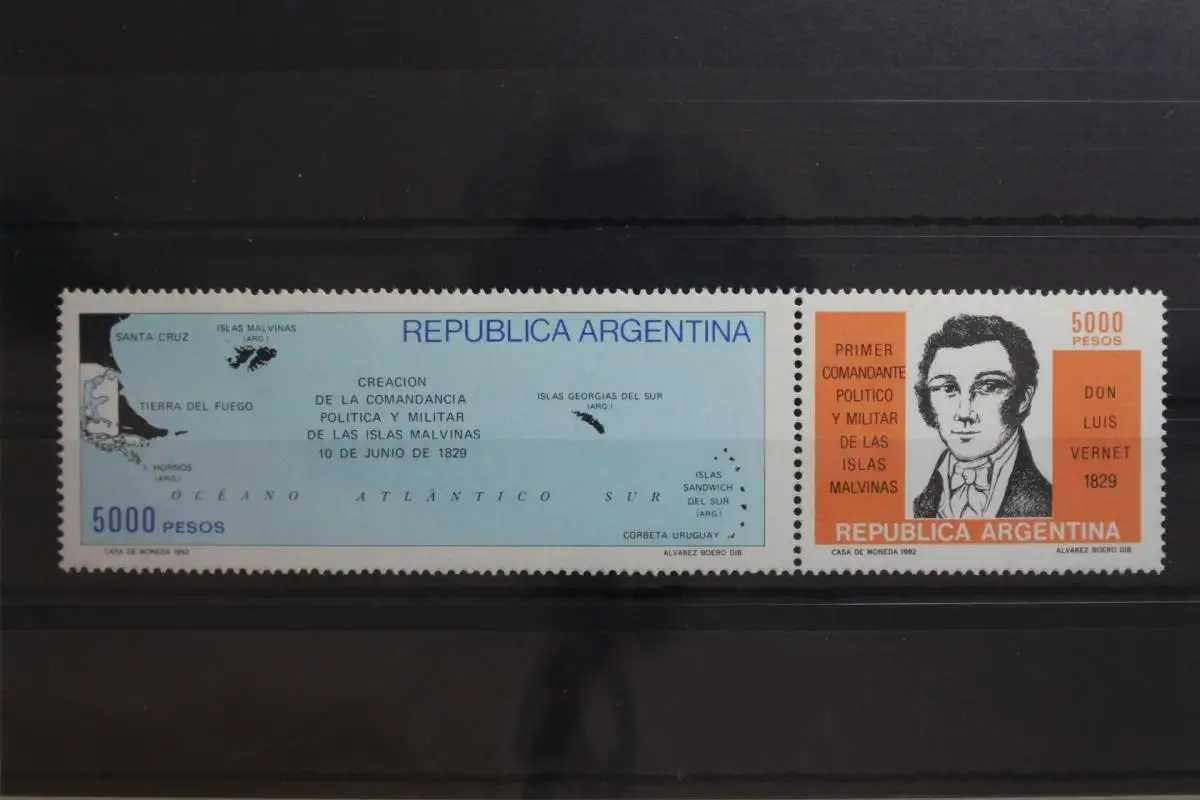 REPUBLICA ARGENTINA
SANTA CRUZ
ISLAS MALVINAS
(ARG.)
CREACION
DE LA COMANDANCIA
POLITICA Y MILITAR
DE LAS ISLAS MALVINAS
10 DE JUNIO DE 1829
TIERRA DEL FUEGO
ISLAS GEORGIAS DEL SUR
(ARG.)
HORNOS
(ARG.)
OCÉANO ATLÁNTICO SUR
ISLAS
SANDWICH
DEL SUR
(ARG.)
CORBETA URUGUAY
5000 PESOS
CASA DE MONEDA 1982
ALVAREZ BOERO DIB.
PRIMER
COMANDANTE
POLITICO
Y MILITAR
DE LAS
ISLAS
MALVINAS
5000
PESOS
DON
LUIS
VERNET
1829
REPUBLICA ARGENTINA
CASA DE MONEDA 1982
ALVAREZ BOERO DIB.